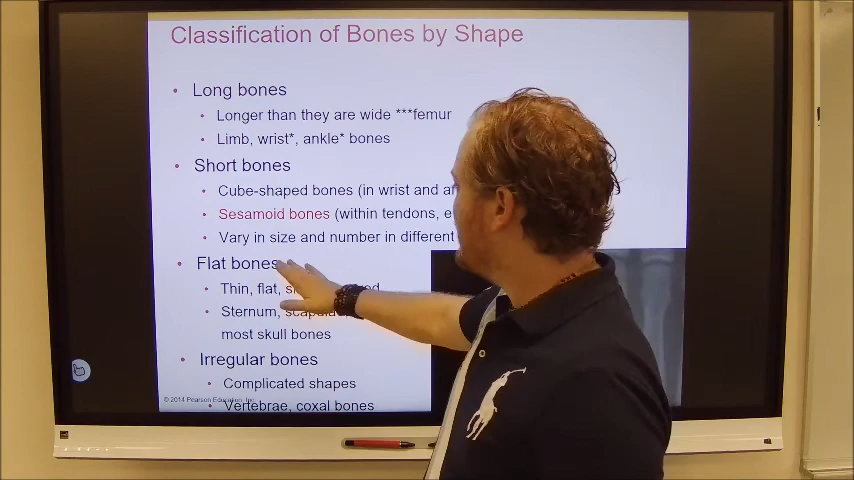 Classification of Bones by Shape
• Long bones
• Longer than they are wide ***femur
• Limb, wrist*, ankle* bones
• Short bones
• Cube-shaped bones (in wrist and
• Sesamoid bones (within tendons,
• Vary in size and number in different
• Flat bones
• Thin, flat,
• Sternum,
most skull bones
• Irregular bones
• Complicated shapes
© 2014 Pearson Education, Inc.
• Vertebrae, coxal bones